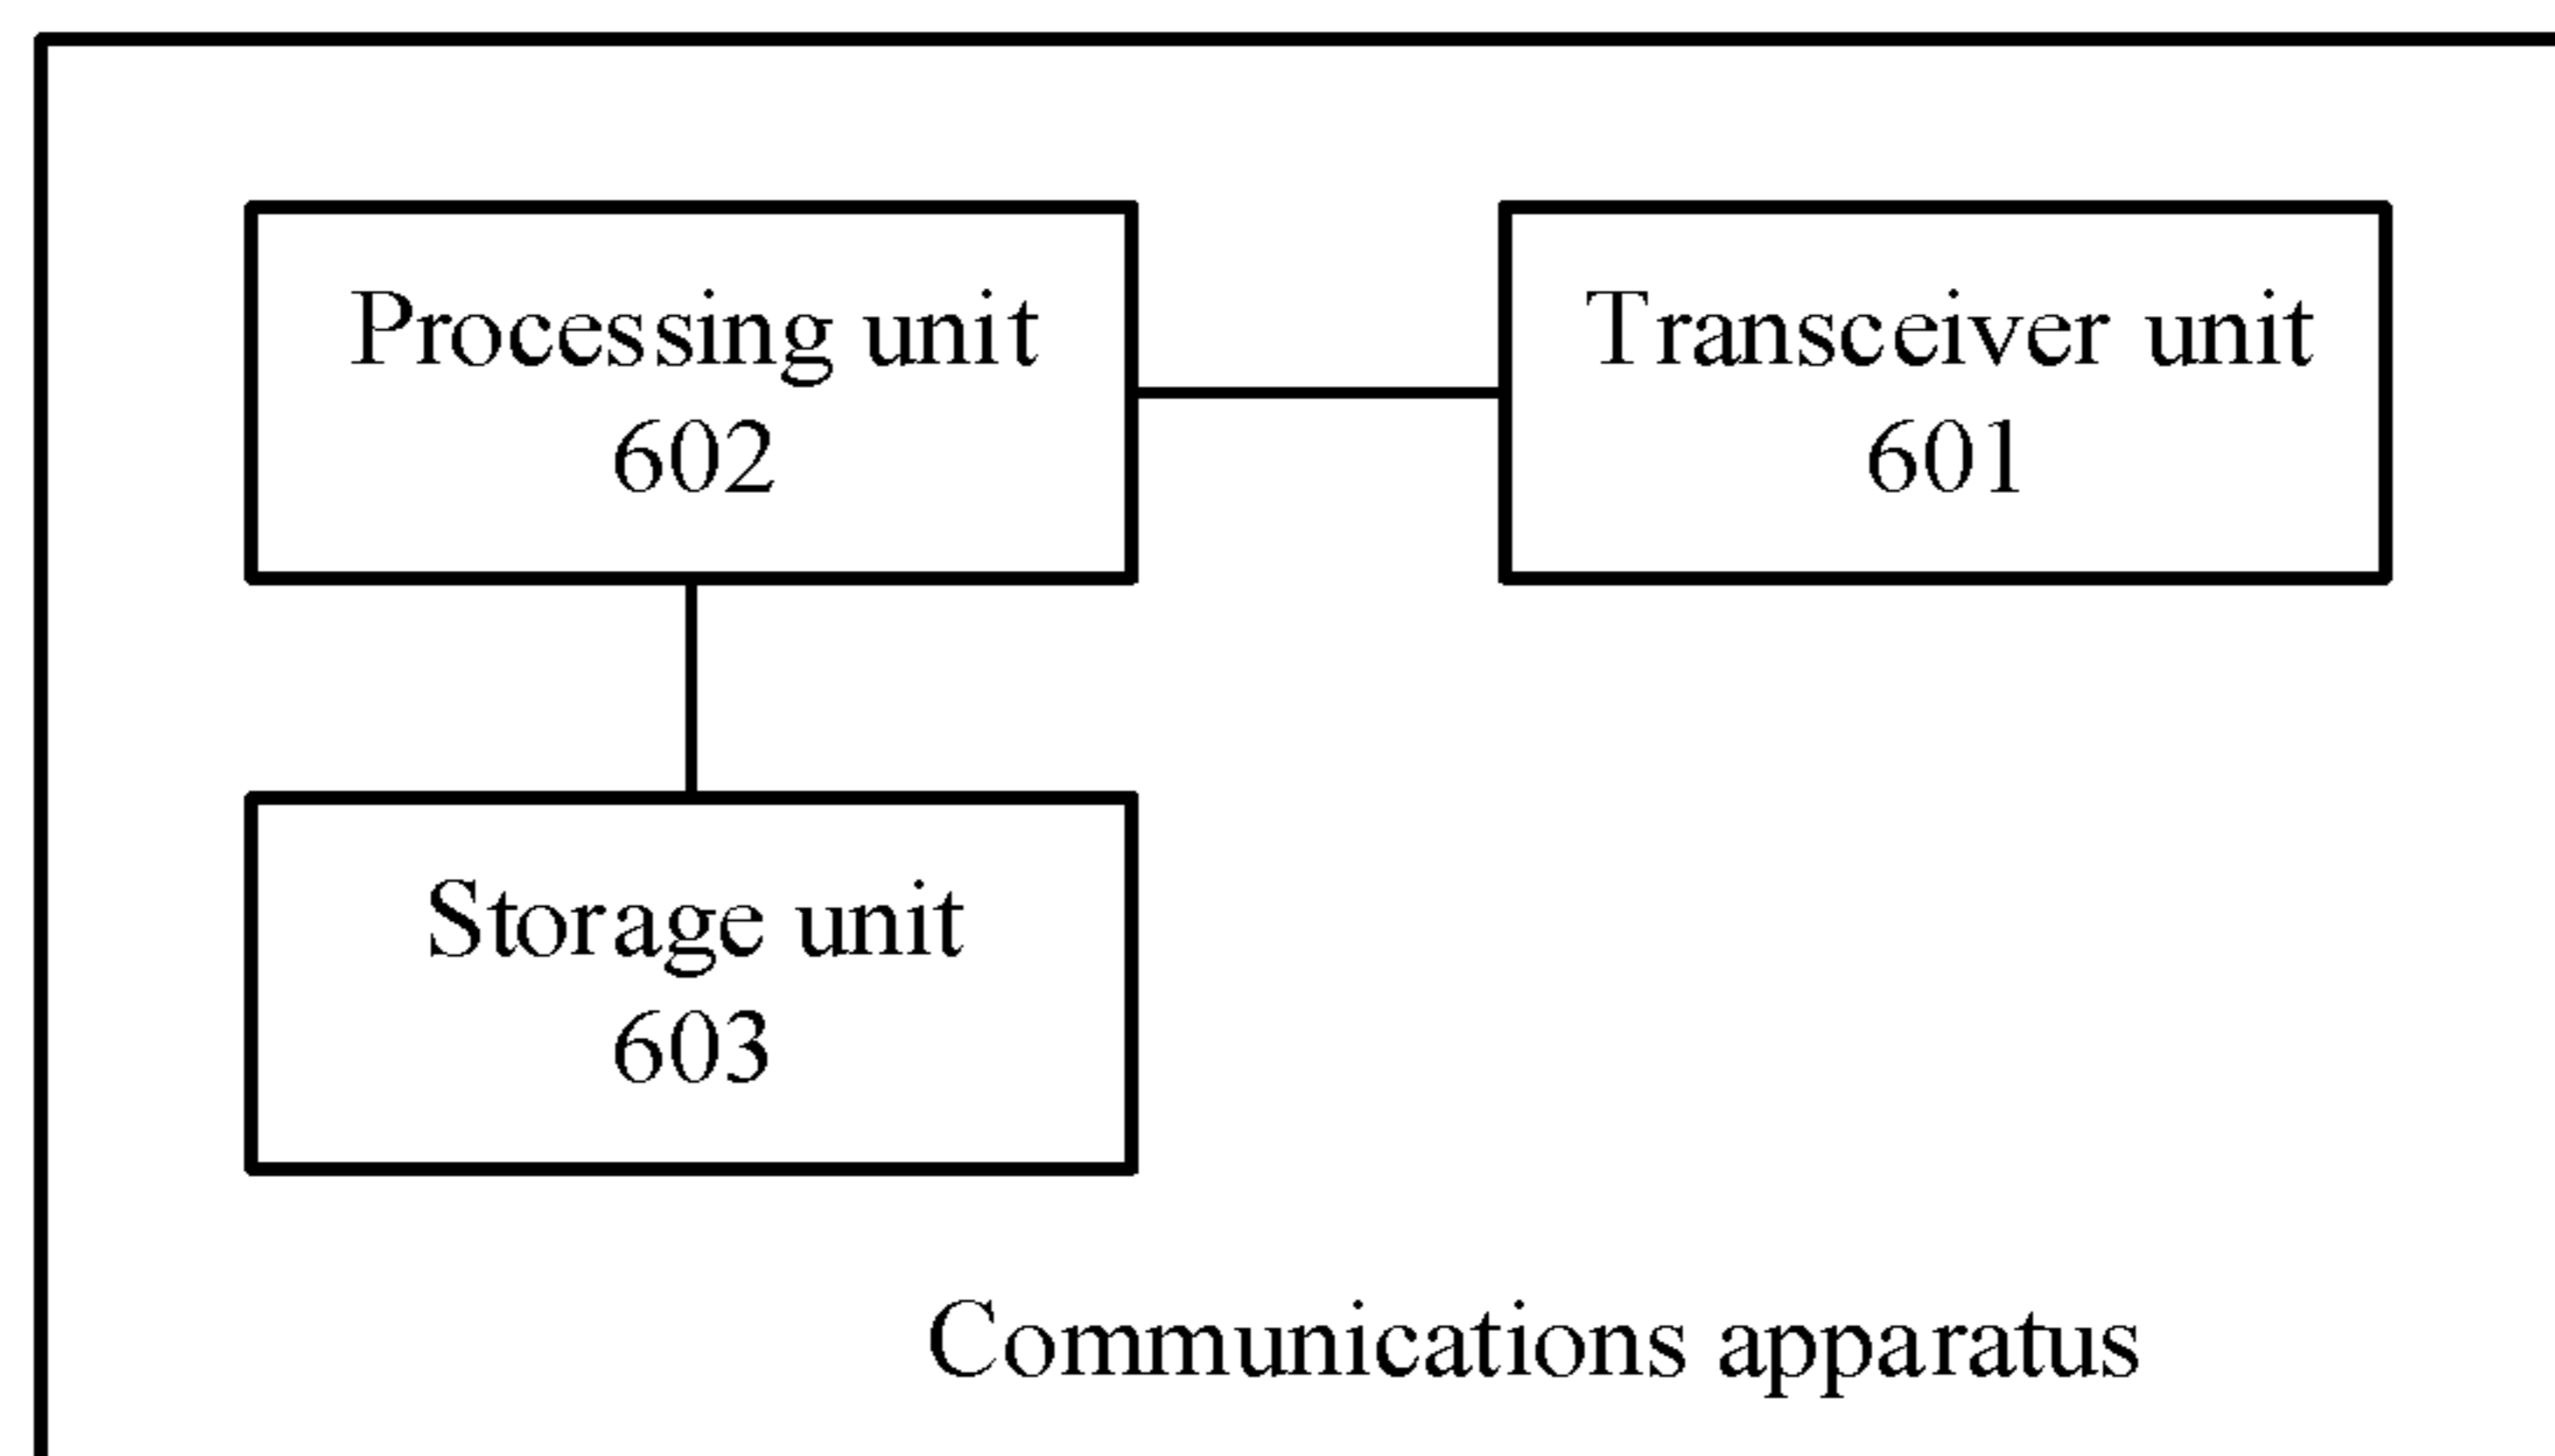 Processing unit
602
Transceiver unit
601
Storage unit
603
Communications apparatus